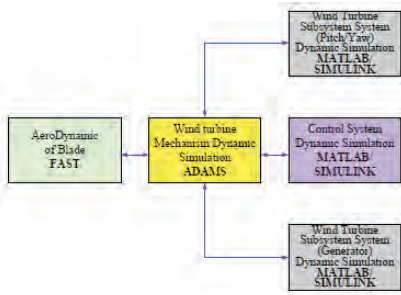 Wind Turbine
Subsystem System
(Pitch/Yaw)
Dynamic Simulation
MATLAB/
SIMULINK
AeroDynamic
of Blade
FAST
Wind turbine
Mechanism Dynamic
Simulation
ADAMS
Control System
Dynamic Simulation
MATLAB/
SIMULINK
Wind Turbine
Subsystem System
(Generator)
Dynamic Simulation
MATLAB/
SIMULINK